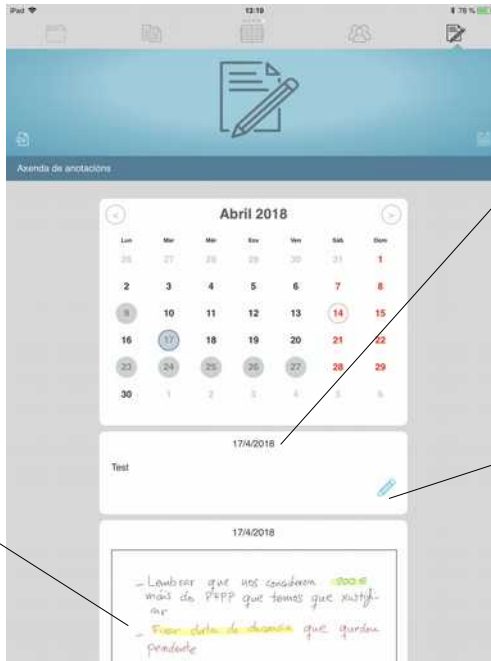 iPad
13:19
76 %
Axenda de anotacións
Abril 2018
Lun Mar Mér Xov Ven Sáb Dom
26 27 28 29 30 31 1
2 3 4 5 6 7 8
9 10 11 12 13 14 15
16 17 18 19 20 21 22
23 24 25 26 27 28 29
30 1 2 3 4 5 6
17/4/2018
Test
17/4/2018
- Lembrar que nos consideren
máis de PFPP que temos que xustifi-
car
- Fixar data de docencia que quedou
pendente